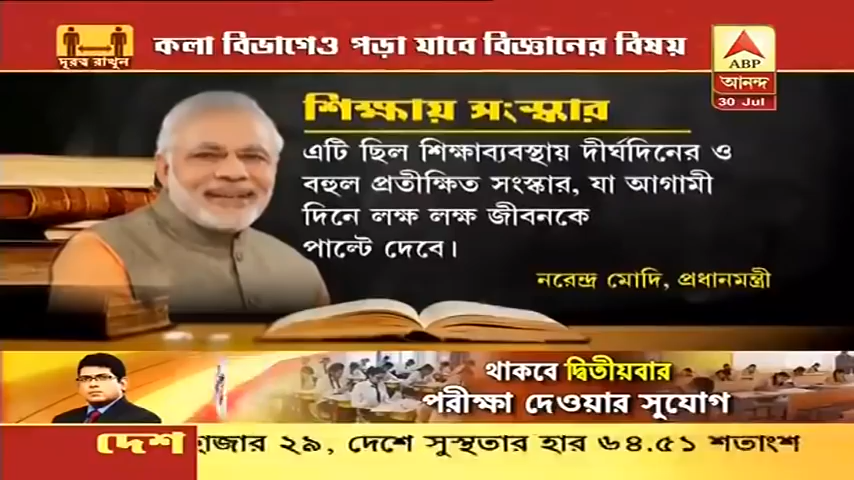 দূরত্ব রাখুন
কলা বিভাগেও পড়া যাবে বিজ্ঞানের বিষয়
ABP
আনন্দ
30 Jul
শিক্ষায় সংস্কার
এটি ছিল শিক্ষাব্যবস্থায় দীর্ঘদিনের ও
বহুল প্রতীক্ষিত সংস্কার, যা আগামী
দিনে লক্ষ লক্ষ জীবনকে
পাল্টে দেবে।
নরেন্দ্র মোদি, প্রধানমন্ত্রী
থাকবে দ্বিতীয়বার
পরীক্ষা দেওয়ার সুযোগ
দেশ হাজার ২৯, দেশে সুস্থতার হার ৬৪.৫১ শতাংশ